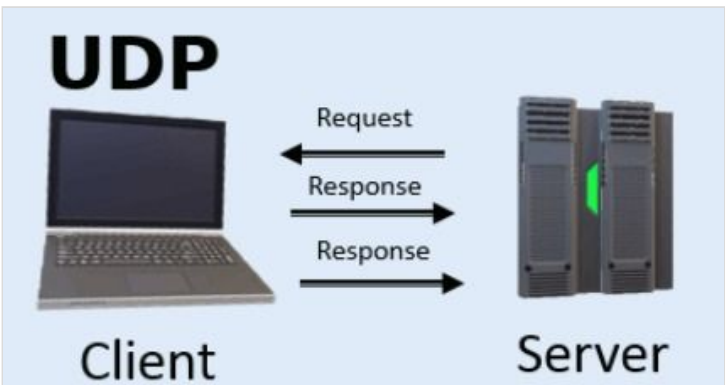 UDP
Request
Response
Response
Client
Server